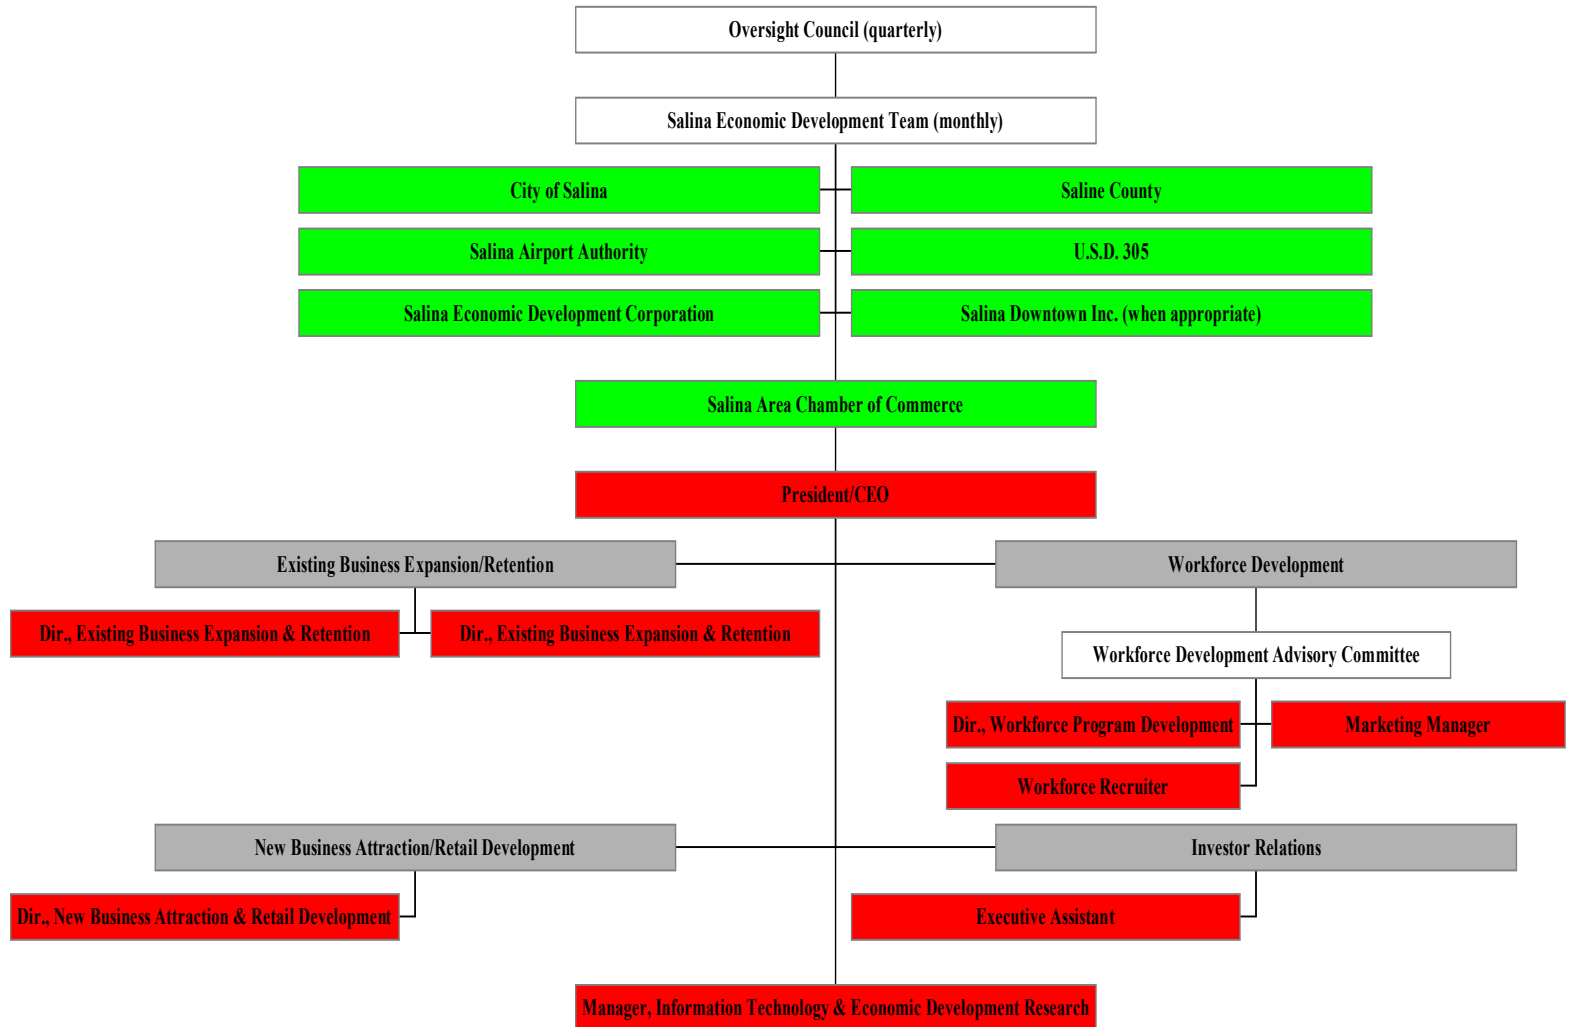 Oversight Council (quarterly)
Salina Economic Development Team (monthly)
City of Salina
Saline County
Salina Airport Authority
U.S.D. 305
Salina Economic Development Corporation
Salina Downtown Inc. (when appropriate)
Salina Area Chamber of Commerce
President/CEO
Existing Business Expansion/Retention
Workforce Development
Dir., Existing Business Expansion & Retention
Dir., Existing Business Expansion & Retention
Workforce Development Advisory Committee
Dir., Workforce Program Development
Marketing Manager
Workforce Recruiter
New Business Attraction/Retail Development
Investor Relations
Dir., New Business Attraction & Retail Development
Executive Assistant
Manager, Information Technology & Economic Development Research